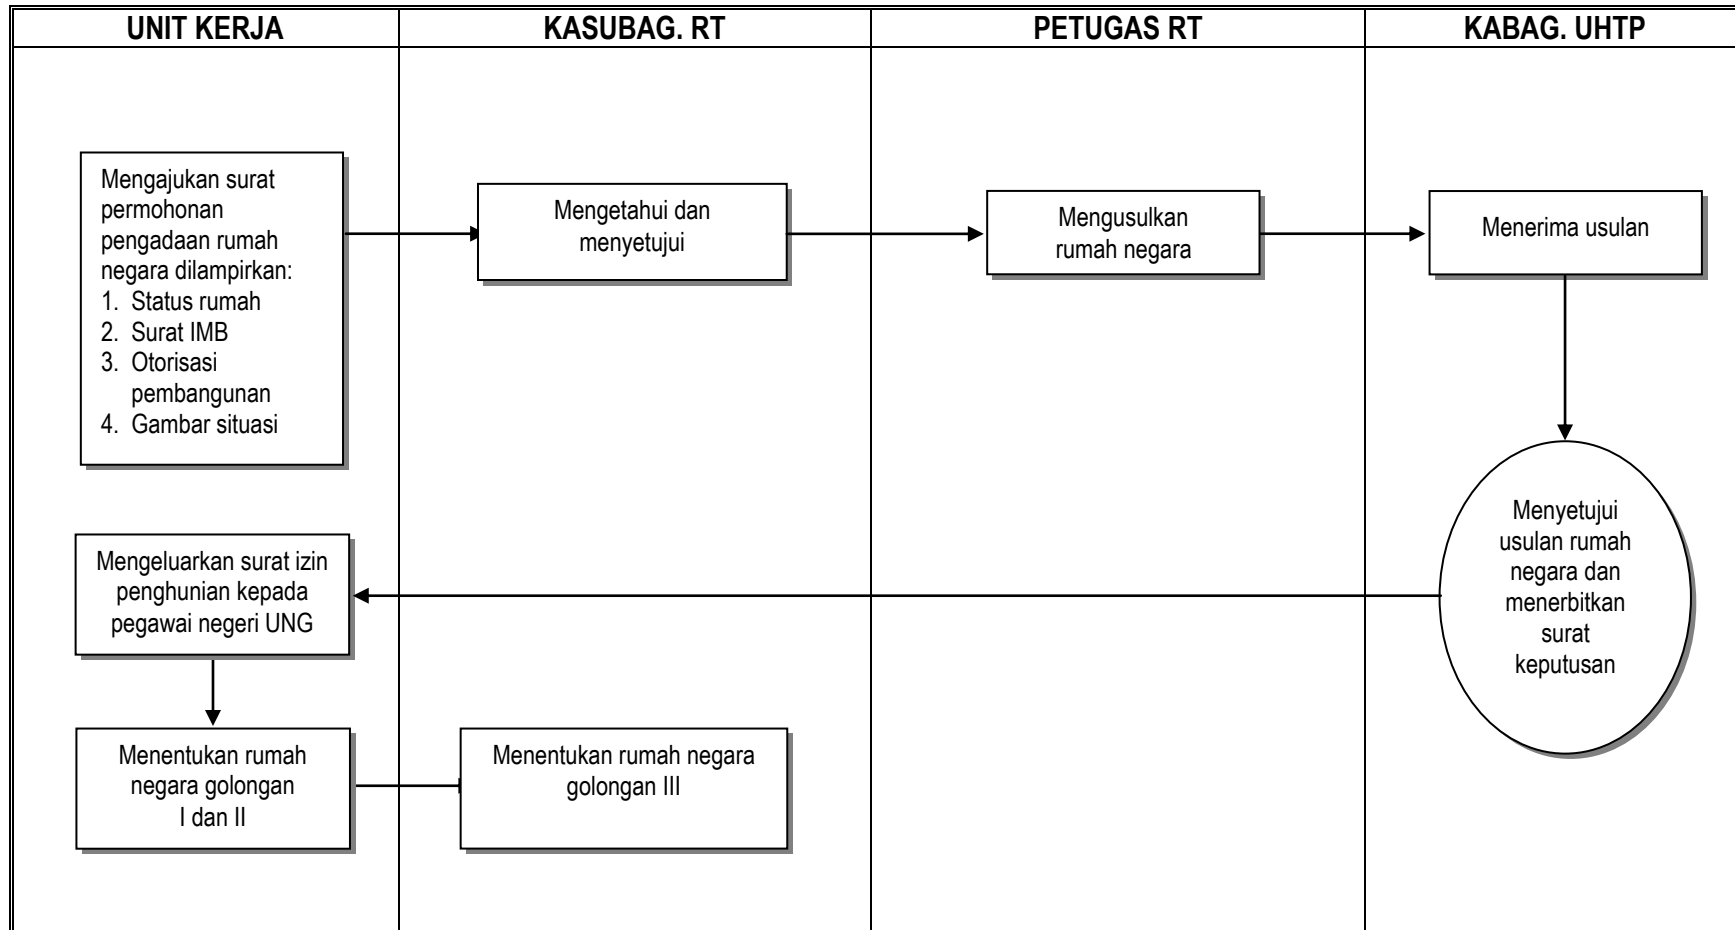 UNIT KERJA
KASUBAG. RT
PETUGAS RT
KABAG. UHTP
Mengajukan surat
permohonan
pengadaan rumah
negara dilampirkan:
1. Status rumah
2. Surat IMB
3. Otorisasi
pembangunan
4. Gambar situasi
Mengetahui dan
menyetujui
Mengusulkan
rumah negara
Menerima usulan
Menyetujui
usulan rumah
negara dan
menerbitkan
surat
keputusan
Mengeluarkan surat izin
penghunian kepada
pegawai negeri UNG
Menentukan rumah
negara golongan
I dan II
Menentukan rumah negara
golongan III